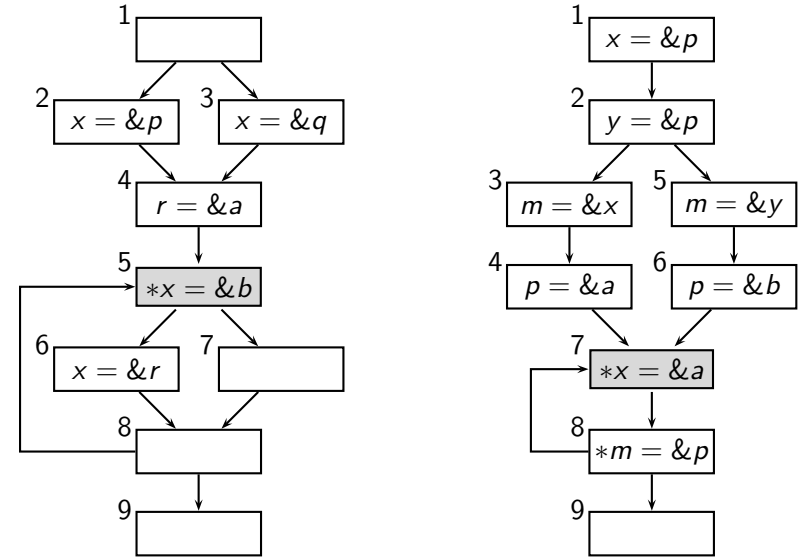 1
2
x = &p
3
x = &q
4
r = &a
5
*x = &b
6
x = &r
7
8
9
1
x = &p
2
y = &p
3
m = &x
5
m = &y
4
p = &a
6
p = &b
7
*x = &a
8
*m = &p
9